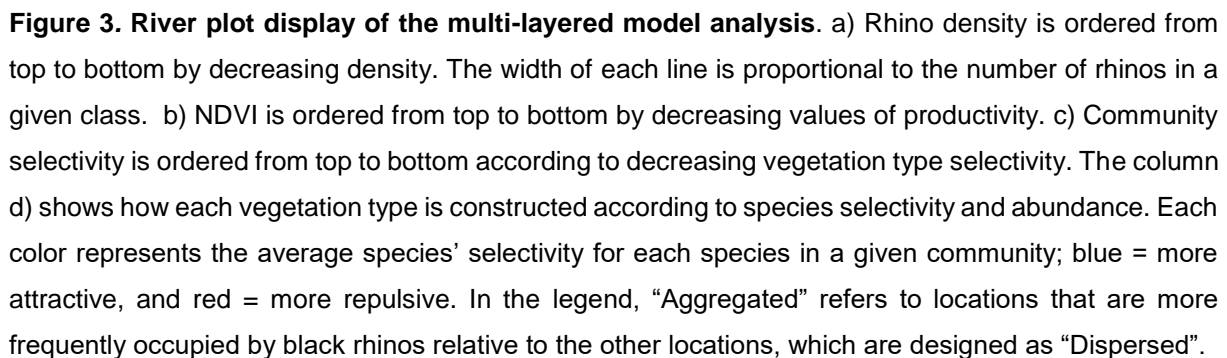 Figure 3. River plot display of the multi-layered model analysis. a) Rhino density is ordered from
top to bottom by decreasing density. The width of each line is proportional to the number of rhinos in a
given class. b) NDVI is ordered from top to bottom by decreasing values of productivity. c) Community
selectivity is ordered from top to bottom according to decreasing vegetation type selectivity. The column
d) shows how each vegetation type is constructed according to species selectivity and abundance. Each
color represents the average species’ selectivity for each species in a given community; blue = more
attractive, and red = more repulsive. In the legend, “Aggregated” refers to locations that are more
frequently occupied by black rhinos relative to the other locations, which are designed as “Dispersed”.